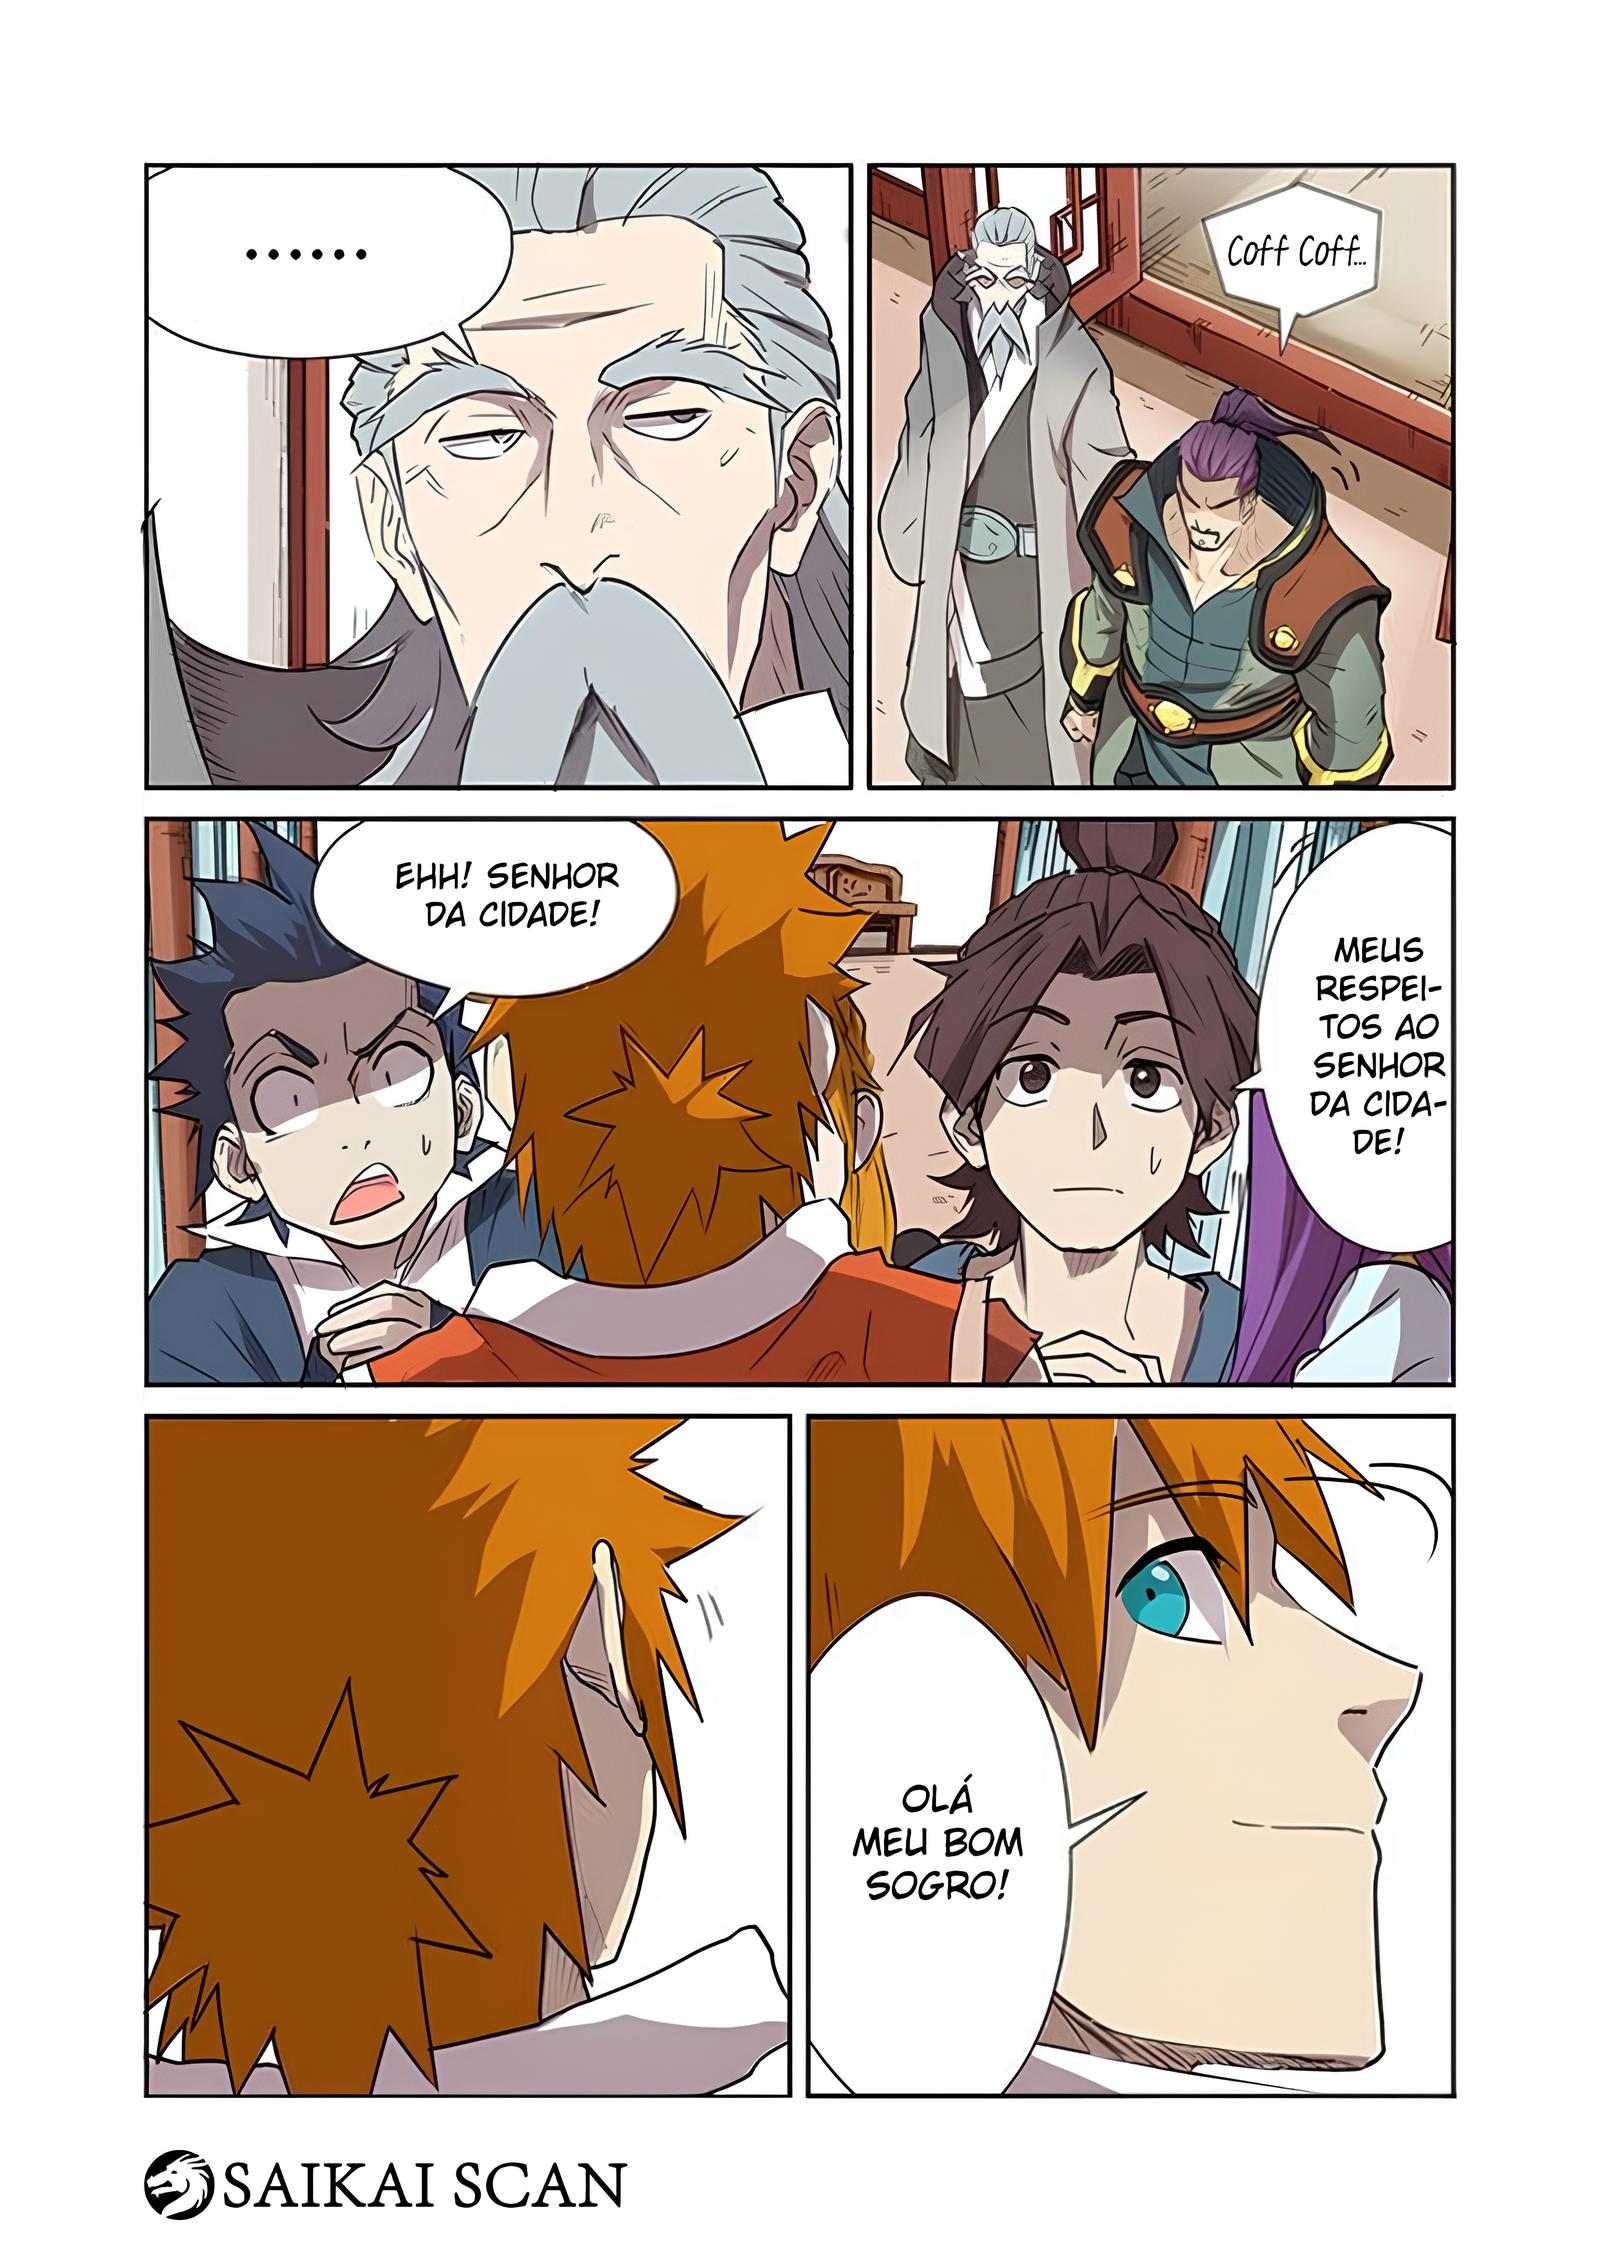 ......
Coff Coff...
EHH! SENHOR
DA CIDADE!
MEUS
RESPEI-
TOS AO
SENHOR
DA CIDA-
DE!
OLÁ
MEU BOM
SOGRO!
SAIKAI SCAN